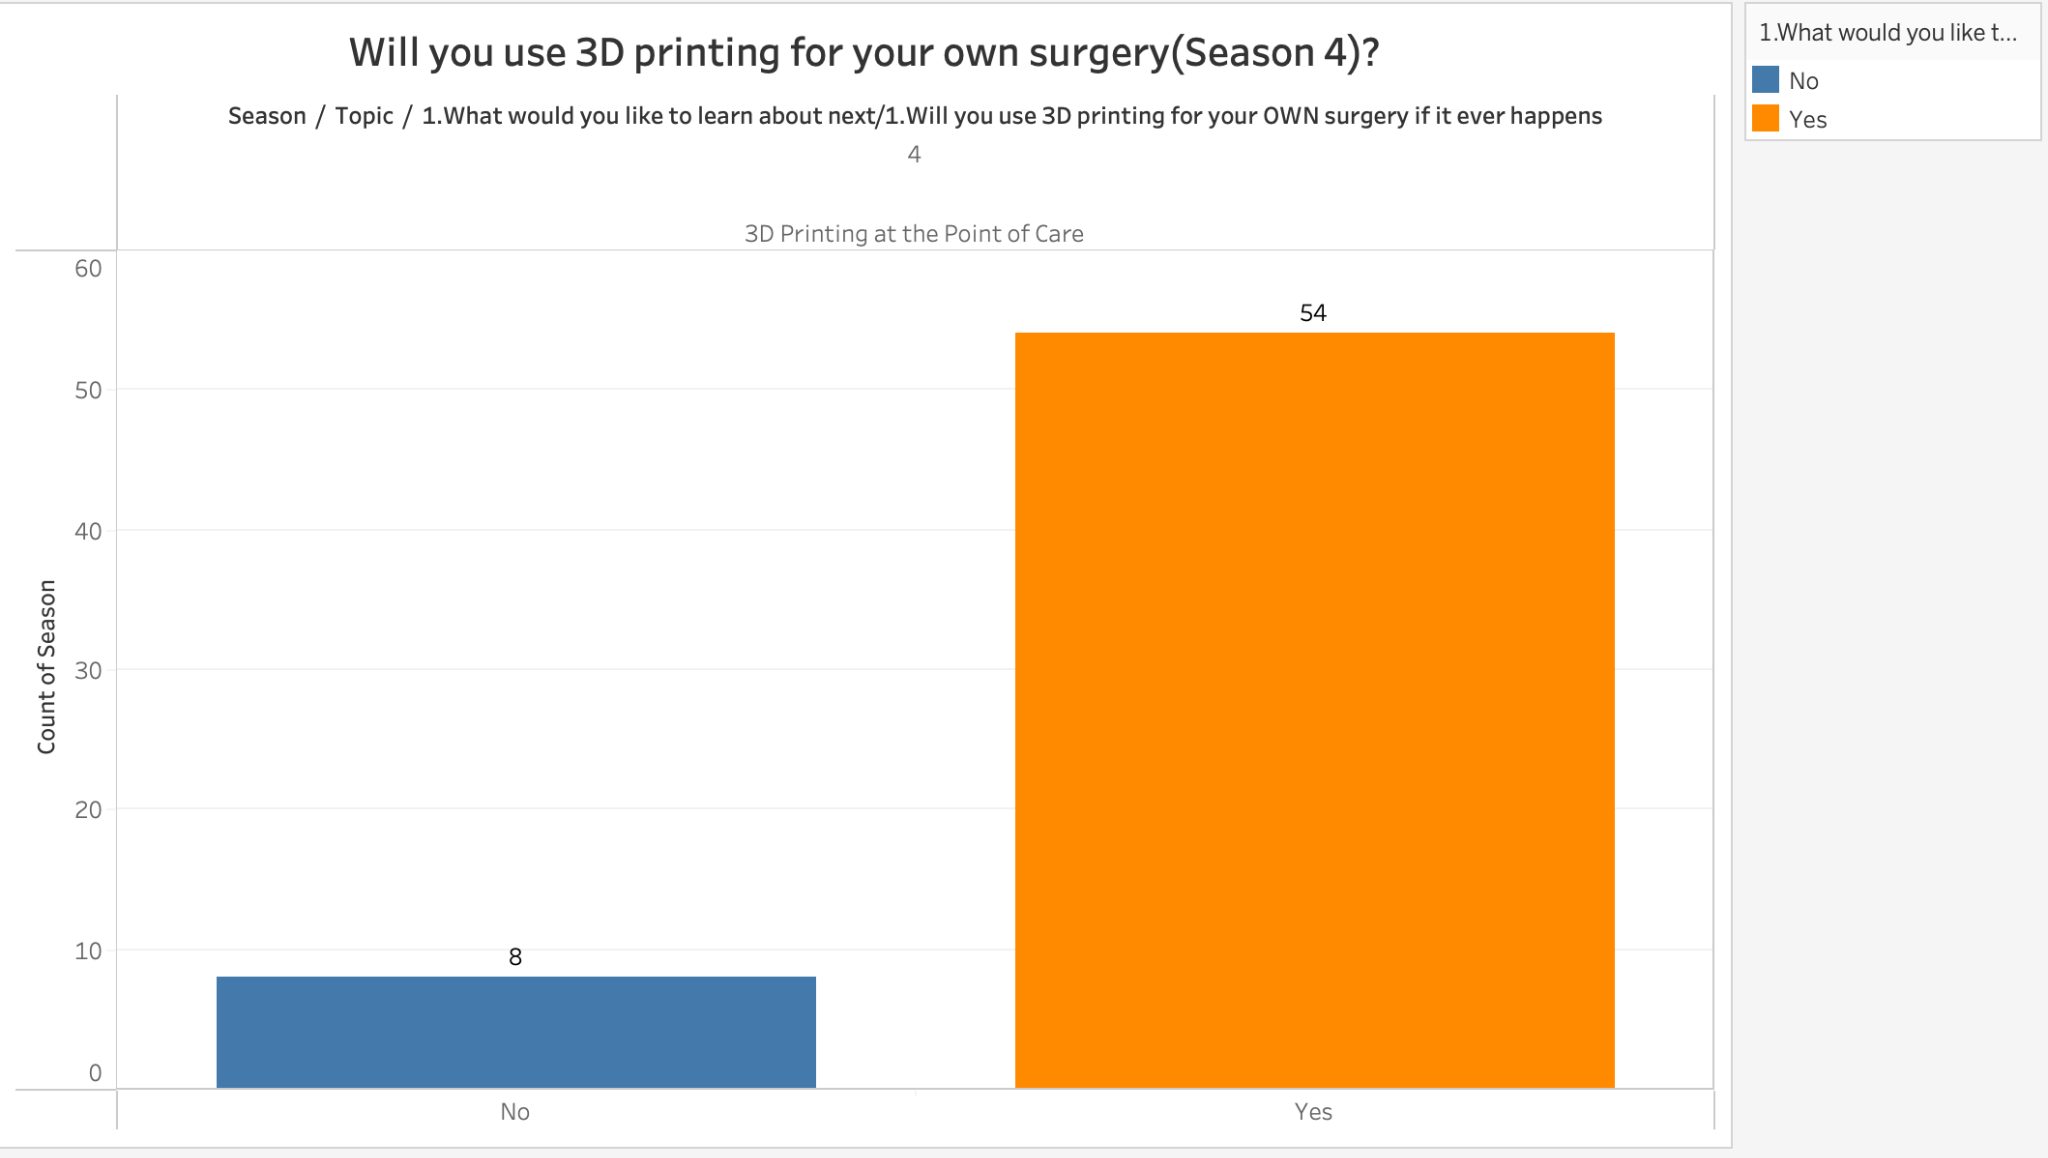 Will you use 3D printing for your own surgery(Season 4)?
Season / Topic / 1.What would you like to learn about next/1.Will you use 3D printing for your OWN surgery if it ever happens
4
3D Printing at the Point of Care
60
50
40
30
20
10
0
Count of Season
8
54
No
Yes
1.What would you like t...
No
Yes